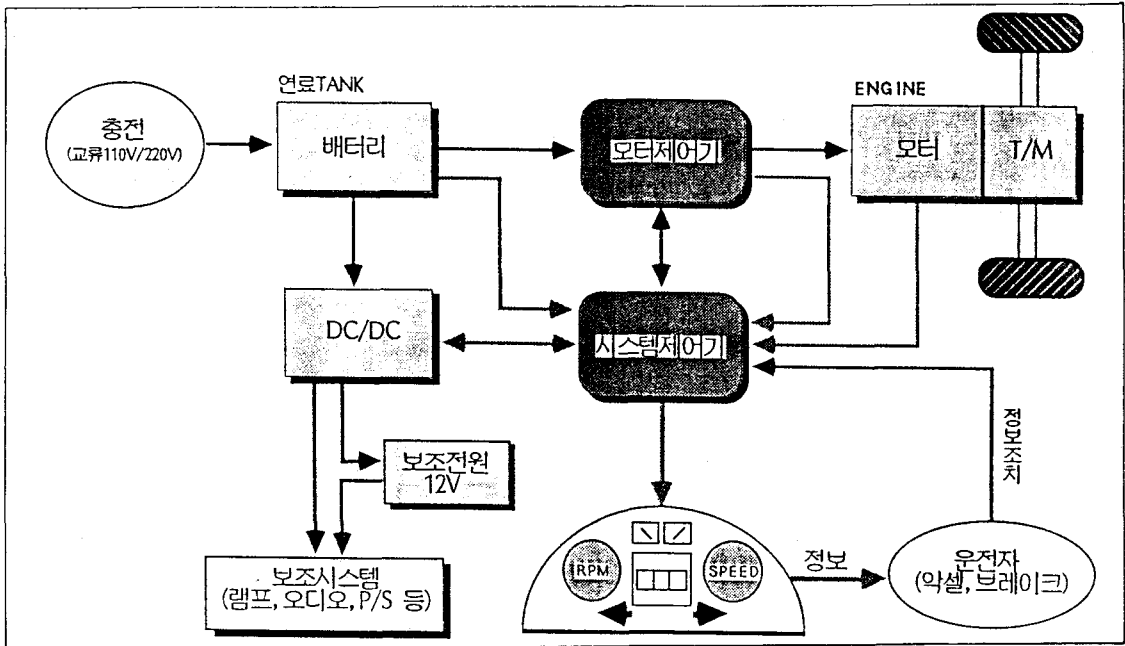 연료TANK
ENGINE
충전
(교류110V/220V)
배터리
모터제어기
모터
T/M
DC/DC
시스템제어기
정보조치
보조전원
12V
RPM
SPEED
정보
운전자
(악셀, 브레이크)
보조시스템
(램프, 오디오, P/S 등)